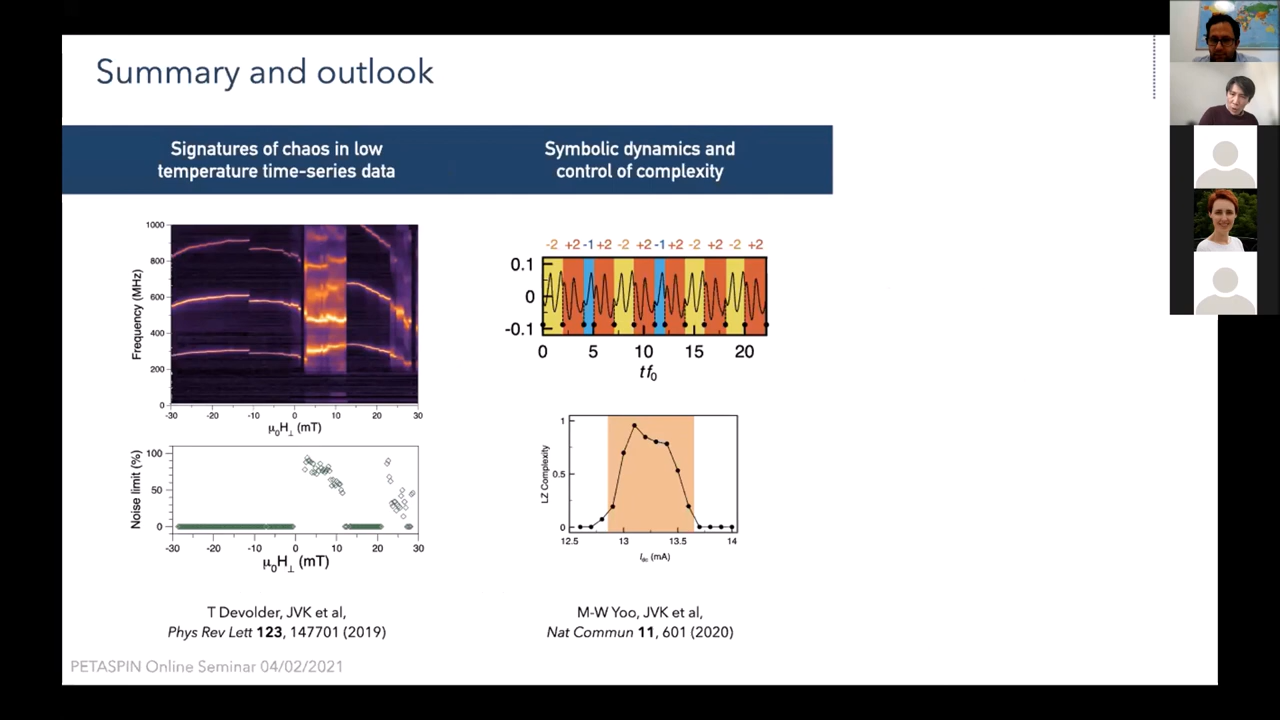 Summary and outlook
Signatures of chaos in low
temperature time-series data
Symbolic dynamics and
control of complexity
1000
800
600
400
200
0
Frequency (MHz)
-30 -20 -10 0 10 20 30
μ0H⊥ (mT)
100
50
0
Noise limit (%)
-30 -20 -10 0 10 20 30
μ0H⊥ (mT)
T Devolder, JVK et al,
Phys Rev Lett 123, 147701 (2019)
-2 +2 -1 +2 -2 +2 -1 +2 -2 +2 -2 +2
0.1
0
-0.1
0 5 10 15 20
tf0
1
0.5
0
LZ Complexity
12.5 13 13.5 14
Idc (mA)
M-W Yoo, JVK et al,
Nat Commun 11, 601 (2020)
PETASPIN Online Seminar 04/02/2021